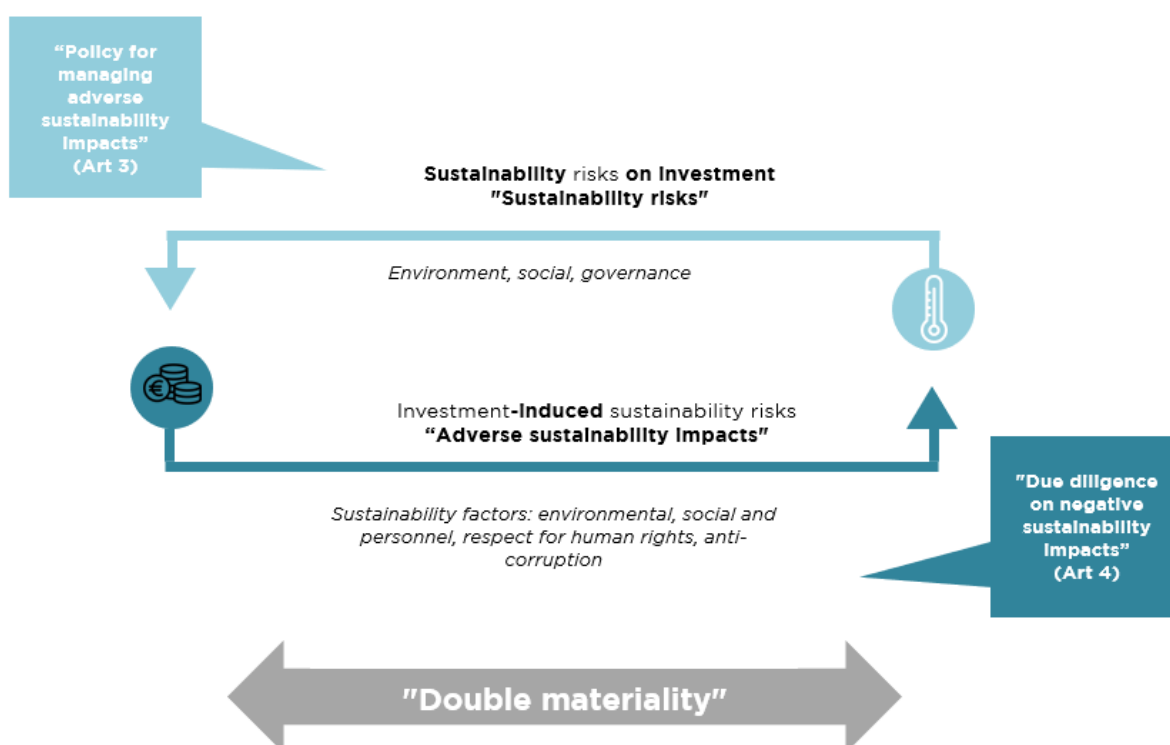 “Policy for
managing
adverse
sustainability
impacts”
(Art 3)
Sustainability risks on Investment
"Sustainability risks"
Environment, social, governance
€
Investment-Induced sustainability risks
“Adverse sustainability impacts"
Sustainability factors: environmental, social and
personnel, respect for human rights, anti-
corruption
"Due diligence
on negative
sustainability
impacts”
(Art 4)
"Double materiality"